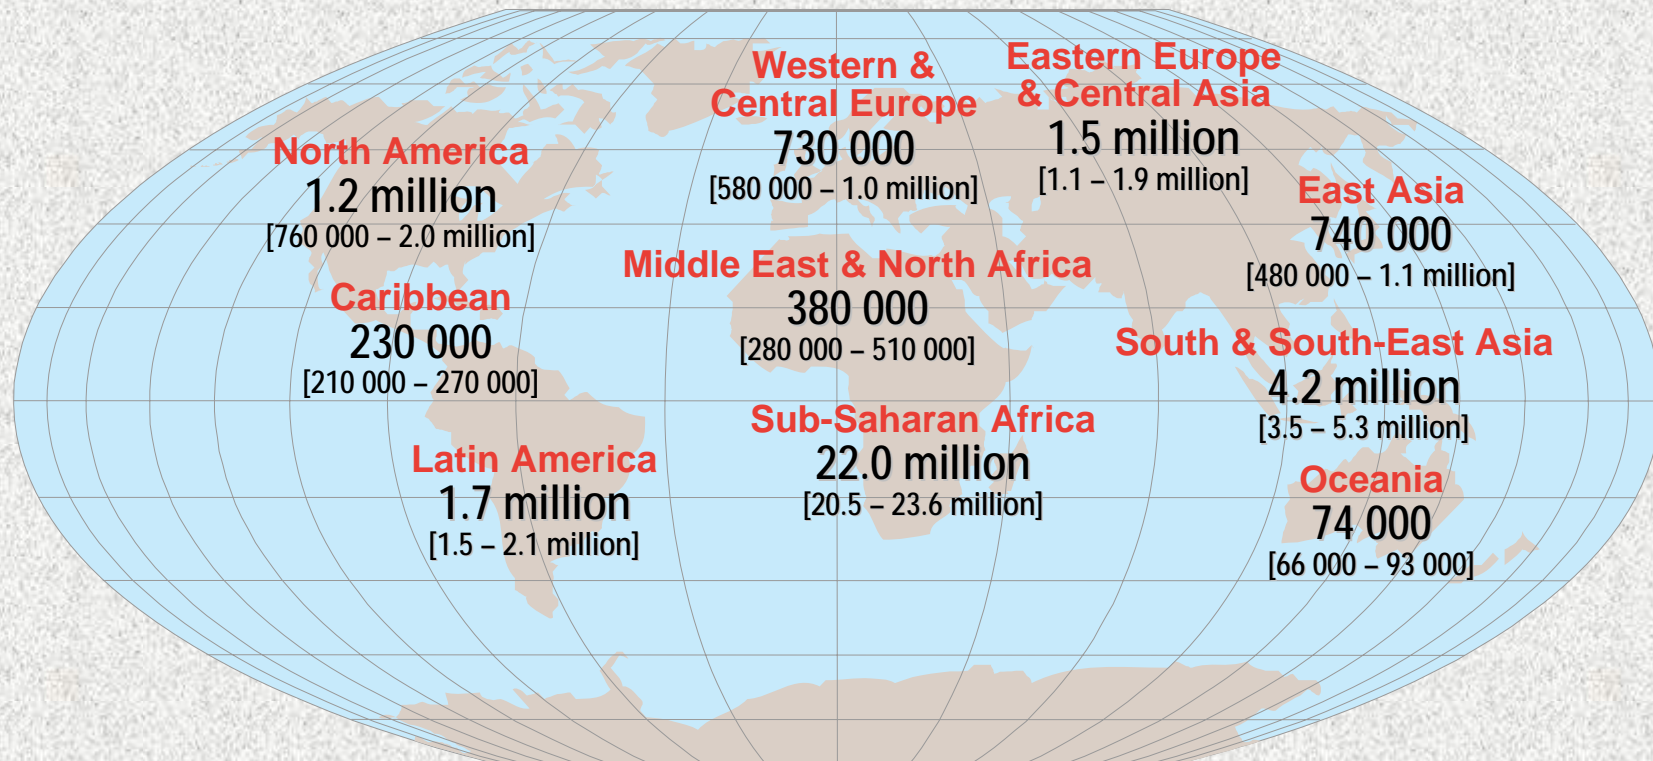 Western &
Central Europe
730 000
[580 000 – 1.0 million]
Eastern Europe
& Central Asia
1.5 million
[1.1 – 1.9 million]
North America
1.2 million
[760 000 – 2.0 million]
East Asia
740 000
[480 000 – 1.1 million]
Middle East & North Africa
380 000
[280 000 – 510 000]
Caribbean
230 000
[210 000 – 270 000]
South & South-East Asia
4.2 million
[3.5 – 5.3 million]
Sub-Saharan Africa
22.0 million
[20.5 – 23.6 million]
Latin America
1.7 million
[1.5 – 2.1 million]
Oceania
74 000
[66 000 – 93 000]